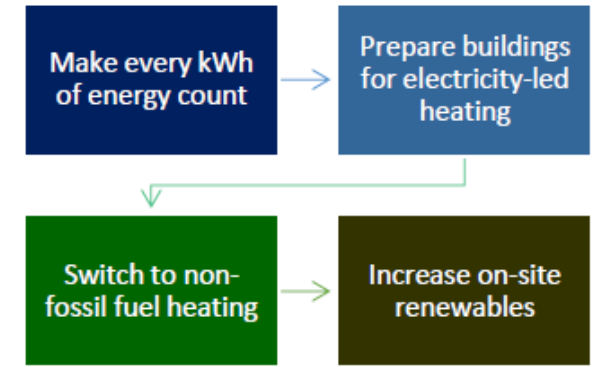 Make every kWh
of energy count
Prepare buildings
for electricity-led
heating
Switch to non-
fossil fuel heating
Increase on-site
renewables